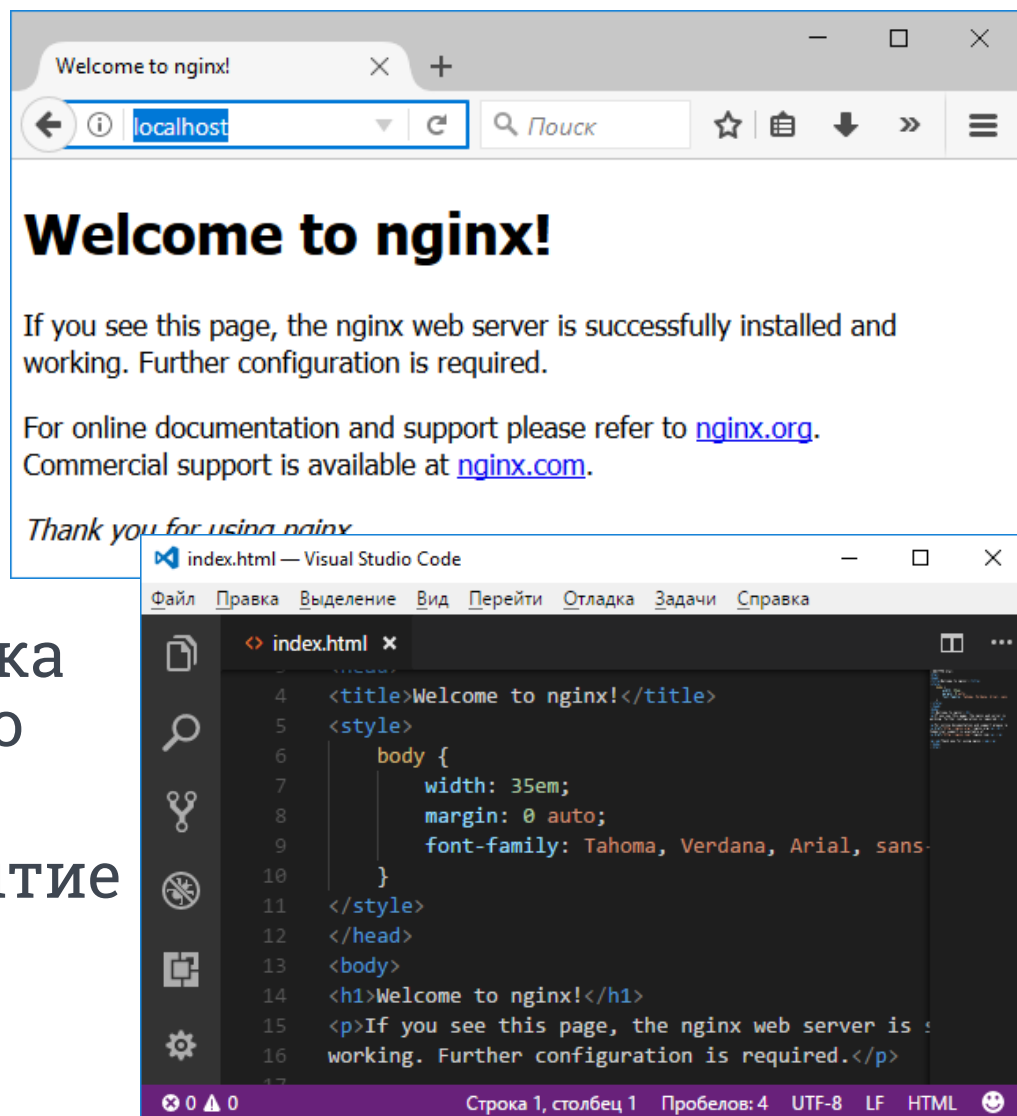 Welcome to nginx!
localhost
Поиск
Welcome to nginx!
If you see this page, the nginx web server is successfully installed and
working. Further configuration is required.
For online documentation and support please refer to nginx.org.
Commercial support is available at nginx.com.
Thank you for using nginx
index.html — Visual Studio Code
Файл Правка Выделение Вид Перейти Отладка Задачи Справка
index.html
4 <title>Welcome to nginx!</title>
5 <style>
6 body {
7 width: 35em;
8 margin: 0 auto;
9 font-family: Tahoma, Verdana, Arial, sans-
10 }
11 </style>
12 </head>
13 <body>
14 <h1>Welcome to nginx!</h1>
15 <p>If you see this page, the nginx web server is
16 working. Further configuration is required.</p>
17
0 0 Строка 1, столбец 1 Пробелов: 4 UTF-8 LF HTML